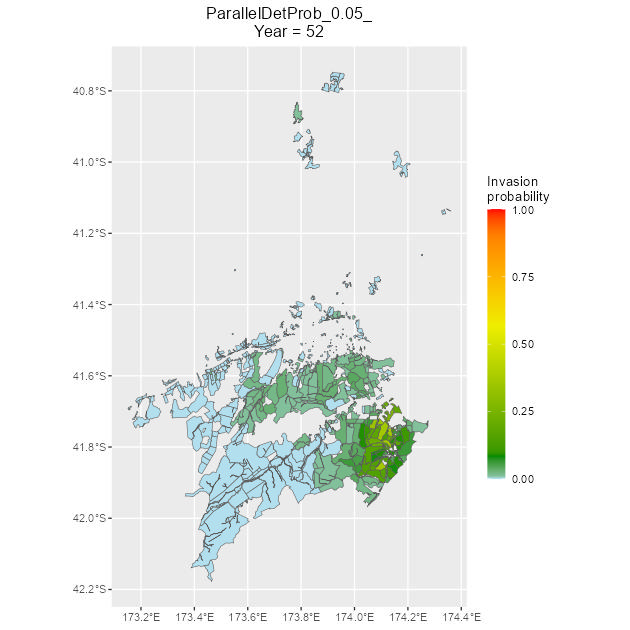 ParallelDetProb_0.05_
Year = 52
40.8°S
41.0°S
41.2°S
41.4°S
41.6°S
41.8°S
42.0°S
42.2°S
173.2°E 173.4°E 173.6°E 173.8°E 174.0°E 174.2°E 174.4°E
Invasion
probability
1.00
0.75
0.50
0.25
0.00